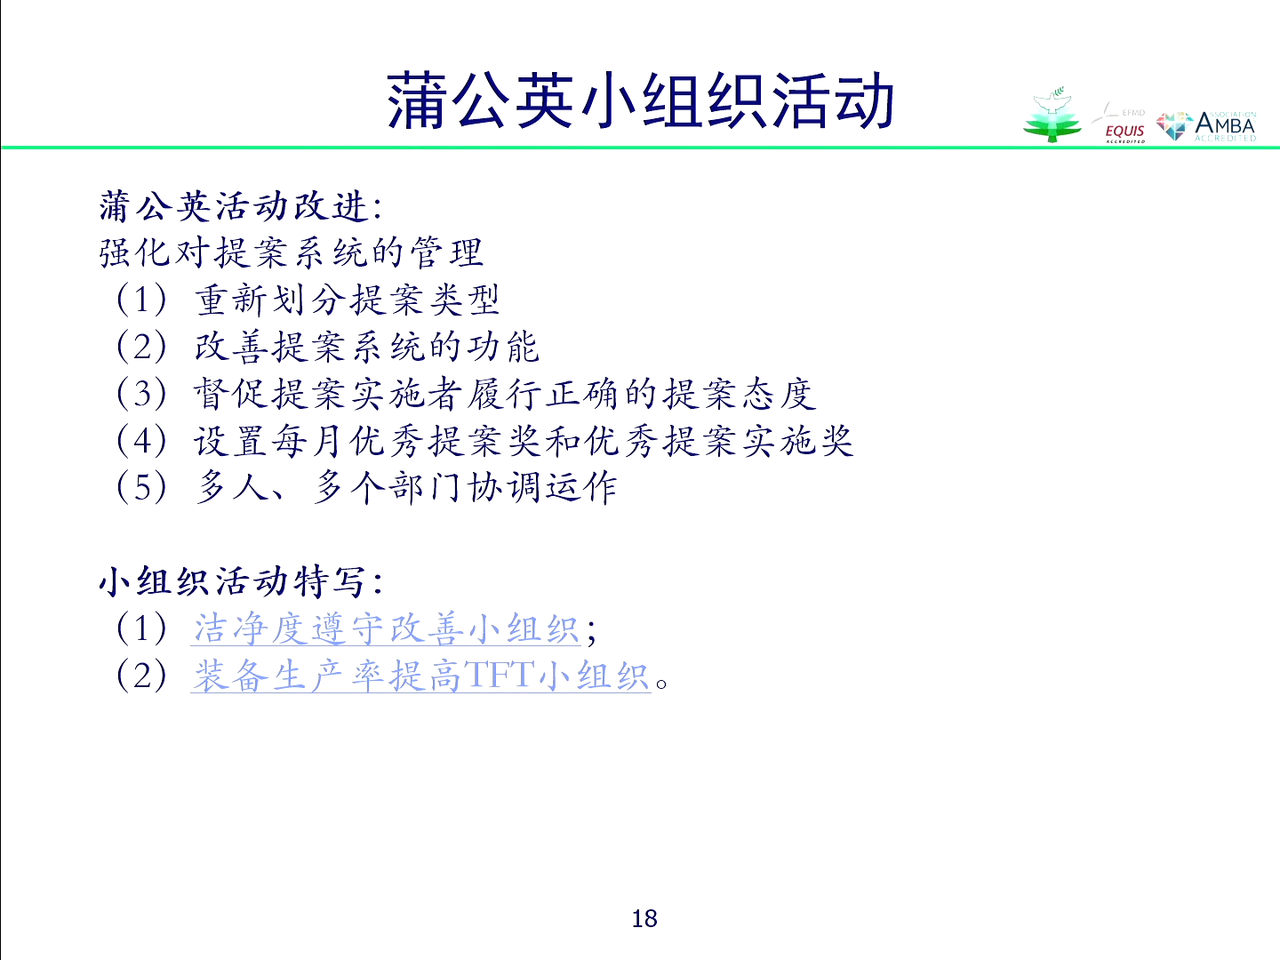 蒲公英小组织活动
EFMD
EQUIS
ACCREDITED
ASSOCIATION
AMBA
ACCREDITED
蒲公英活动改进：
强化对提案系统的管理
（1）重新划分提案类型
（2）改善提案系统的功能
（3）督促提案实施者履行正确的提案态度
（4）设置每月优秀提案奖和优秀提案实施奖
（5）多人、多个部门协调运作
小组织活动特写：
（1）洁净度遵守改善小组织；
（2）装备生产率提高TFT小组织。
18